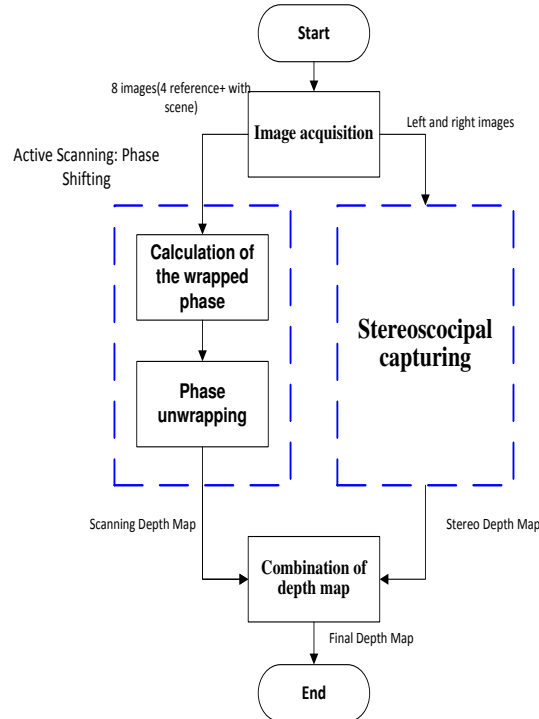 Start
8 images(4 reference+ with
scene)
Image acquisition
Left and right images
Active Scanning: Phase
Shifting
Calculation of
the wrapped
phase
Phase
unwrapping
Stereoscocipal
capturing
Scanning Depth Map
Stereo Depth Map
Combination of
depth map
Final Depth Map
End